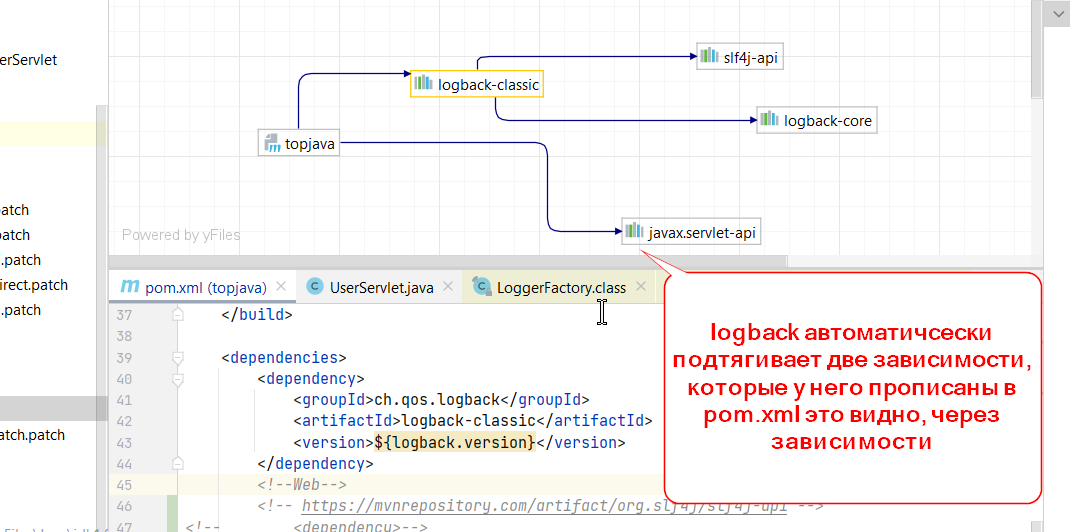 erServlet
atch
atch
.patch
irect.patch
.patch
atch.patch
slf4j-api
logback-classic
logback-core
topjava
javax.servlet-api
Powered by yFiles
pom.xml (topjava)
UserServlet.java
LoggerFactory.class
37 </build>
38
39 <dependencies>
40 <dependency>
41 <groupId>ch.qos.logback</groupId>
42 <artifactId>logback-classic</artifactId>
43 <version>${logback.version}</version>
44 </dependency>
45 <!--Web-->
46 <!-- https://mvnrepository.com/artifact/org.slf4j/slf4j-api -->
47 <!-- <dependency>-->
logback автоматичсески
подтягивает две зависимости,
которые у него прописаны в
pom.xml это видно, через
зависимости